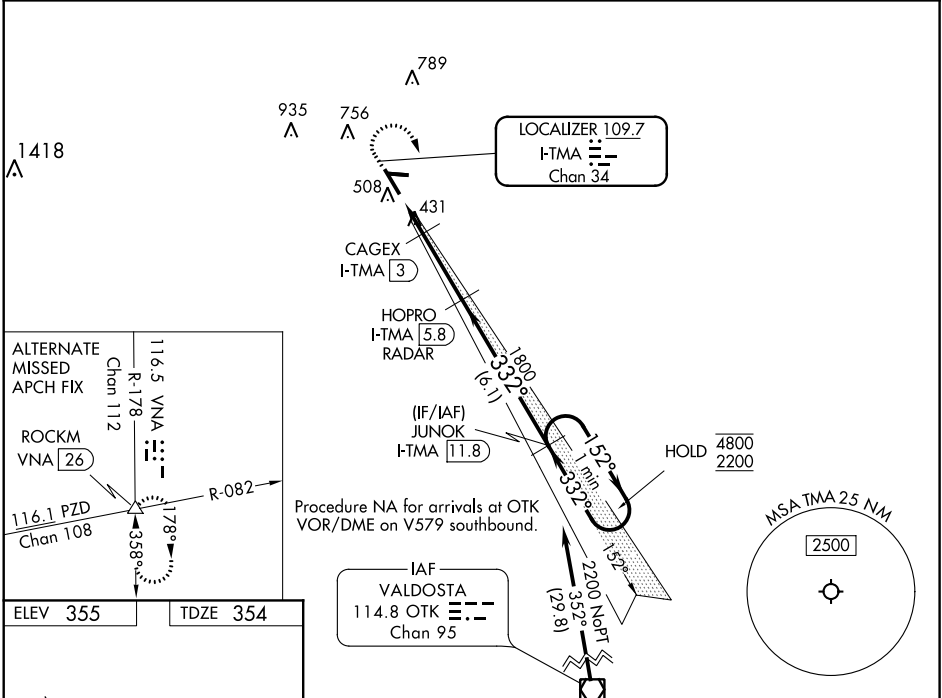 789
935
756
1418
LOCALIZER 109.7
I-TMA
Chan 34
508
431
CAGEX
I-TMA 3
HOPRO
I-TMA 5.8
RADAR
1800
332°
(6.1)
(IF/IAF)
JUNOK
I-TMA 11.8
152°
1 min
332°
HOLD 4800
2200
152°
ALTERNATE
MISSED
APCH FIX
116.5 VNA
Chan 112
R-178
ROCKM
VNA 26
R-082
116.1 PZD
Chan 108
178°
358°
Procedure NA for arrivals at OTK
VOR/DME on V579 southbound.
MSA TMA 25 NM
2500
IAF
VALDOSTA
114.8 OTK
Chan 95
2200 NoPT
352°
(29.8)
ELEV 355
TDZE 354